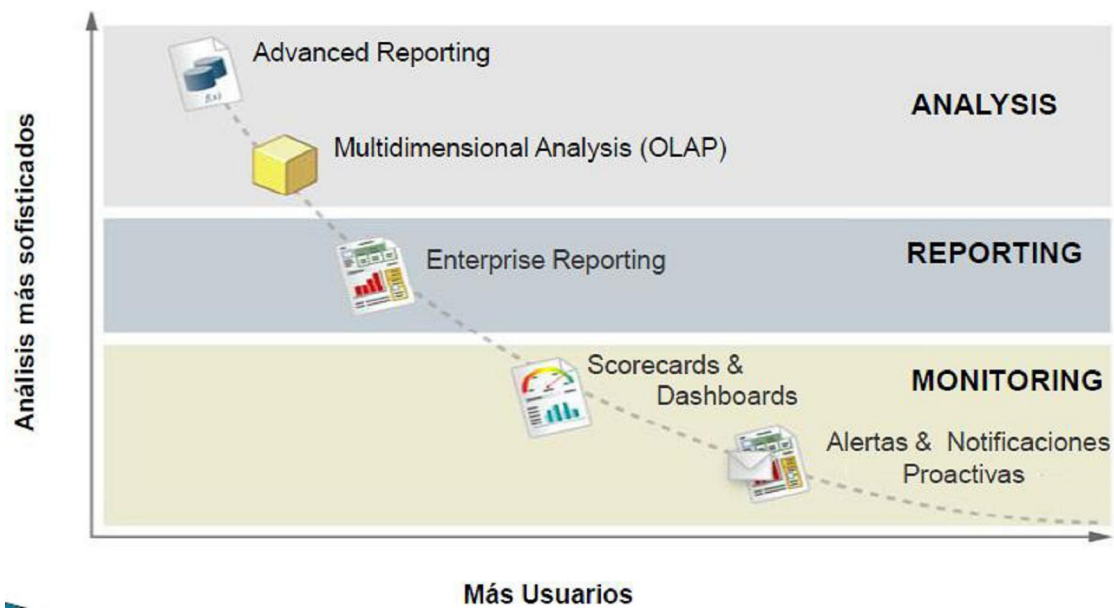 Advanced Reporting
ANALYSIS
Multidimensional Analysis (OLAP)
Enterprise Reporting
REPORTING
Scorecards &
Dashboards
MONITORING
Alertas & Notificaciones
Proactivas
Análisis más sofisticados
Más Usuarios
f(x)